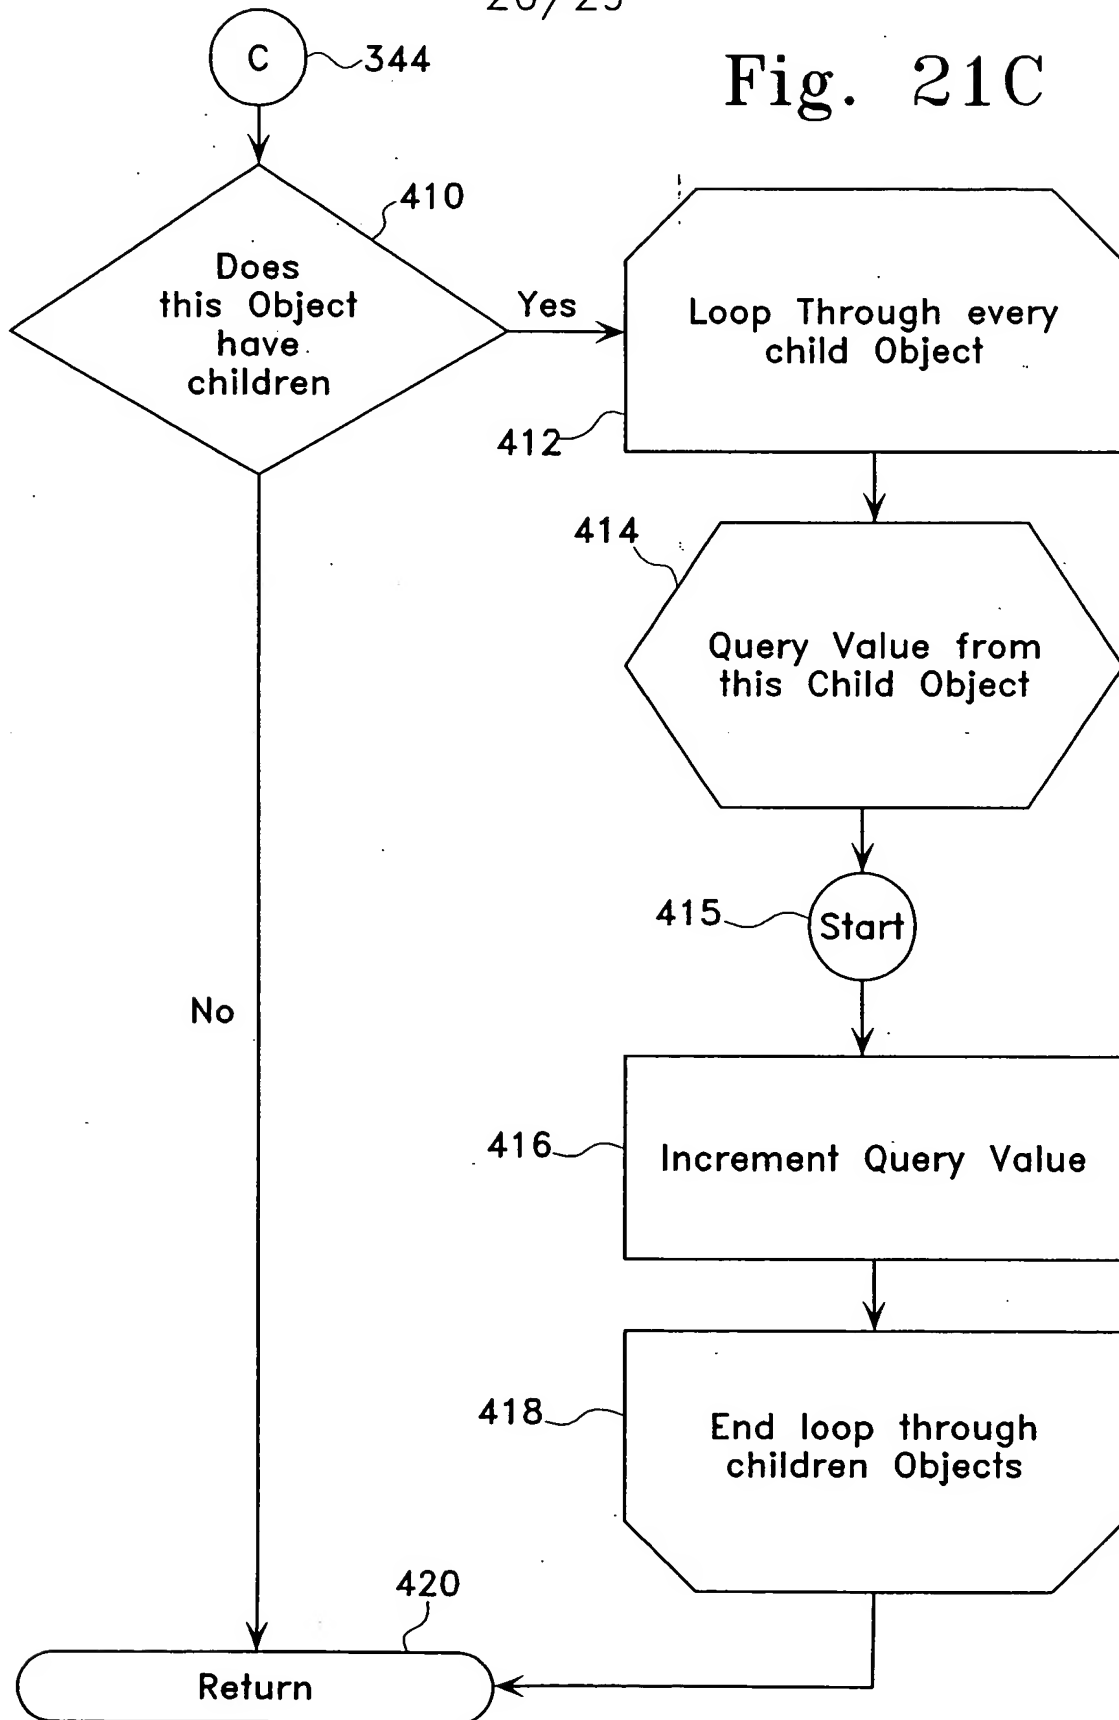 C
344
Fig. 21C
410
Does
this Object
have
children
Yes
Loop Through every
child Object
412
414
Query Value from
this Child Object
415
Start
No
416
Increment Query Value
418
End loop through
children Objects
420
Return